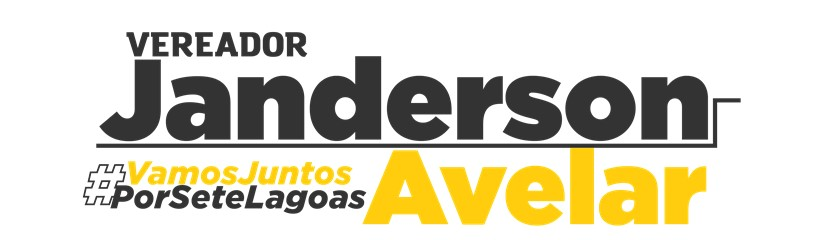 VEREADOR
Janderson
Avelar
#VamosJuntos
PorSeteLagoas